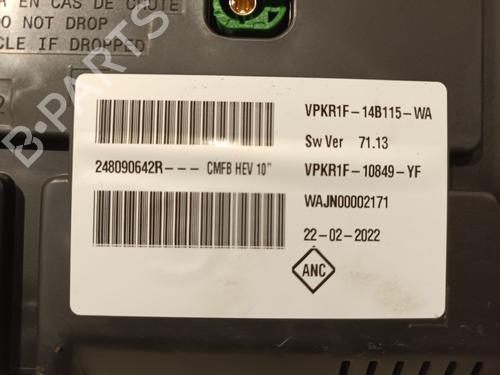 EN CAS DE CHUTE
DO NOT DROP
CLE IF DROPPED
VPKR1F-14B115-WA
Sw Ver 71.13
248090642R--- CMFB HEV 10"
VPKR1F-10849-YF
WAJN00002171
22-02-2022
ANC
B-PARTS